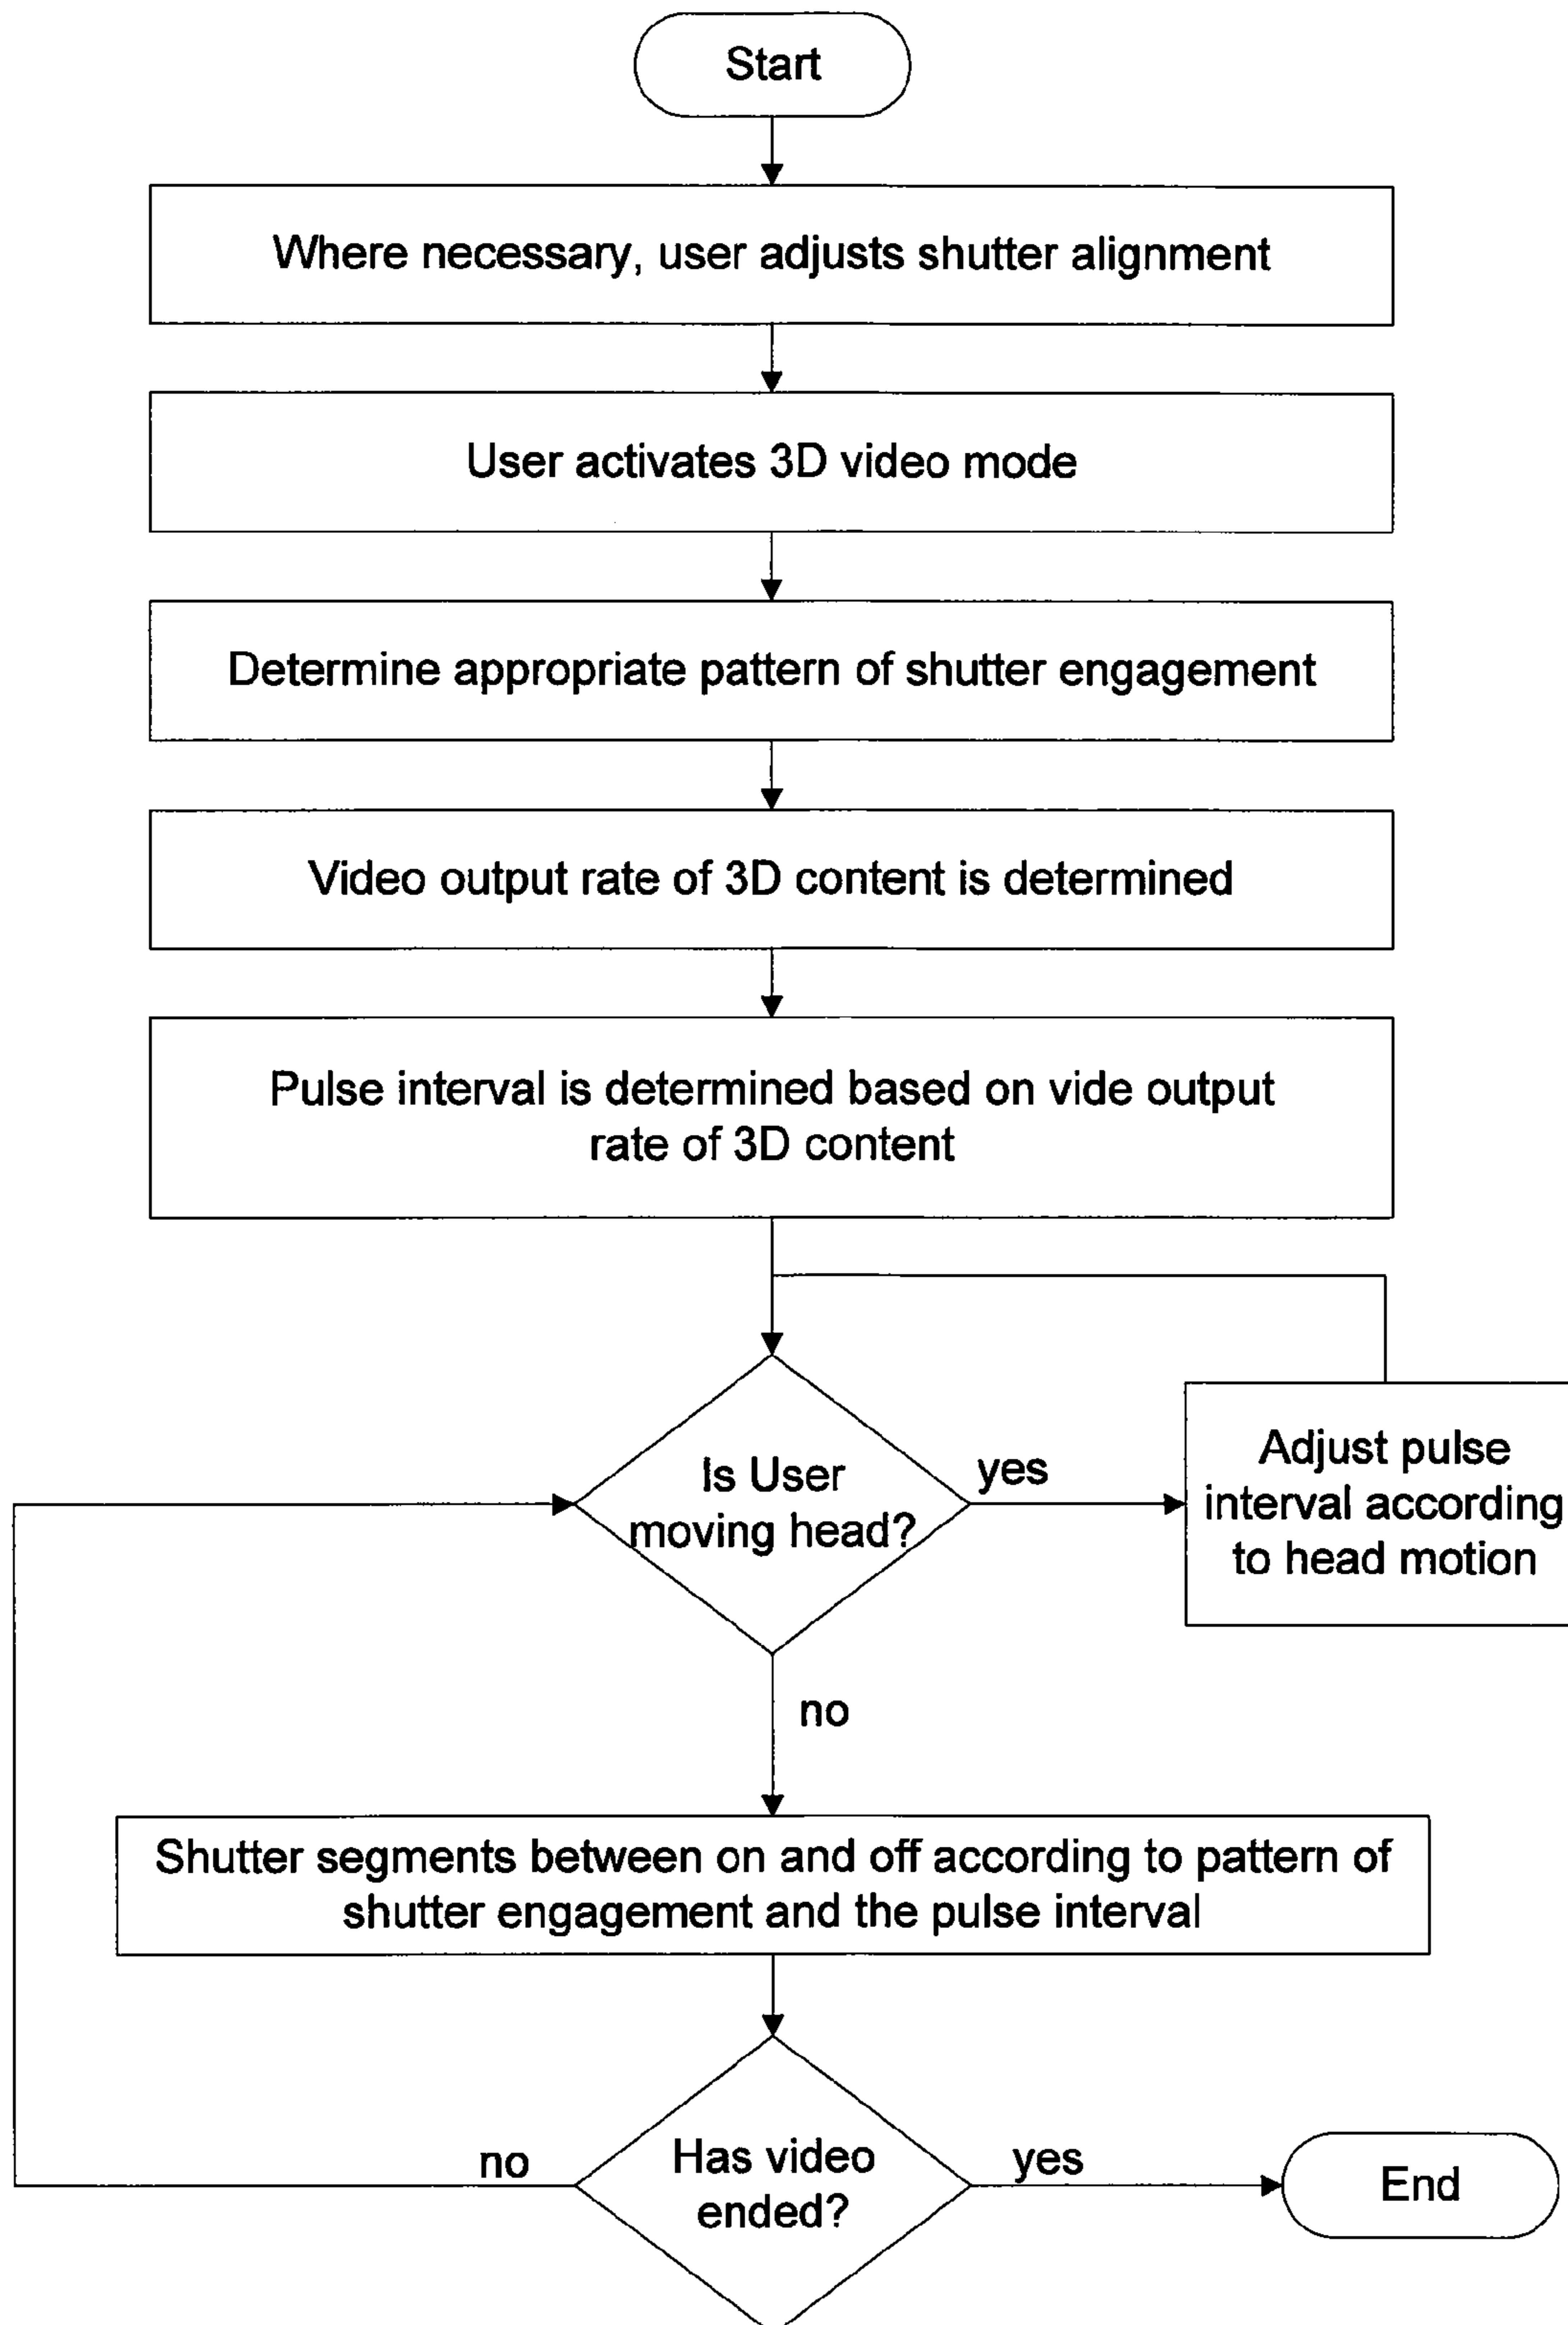 Start
Where necessary, user adjusts shutter alignment
User activates 3D video mode
Determine appropriate pattern of shutter engagement
Video output rate of 3D content is determined
Pulse interval is determined based on vide output
rate of 3D content
Is User
moving head?
yes
Adjust pulse
interval according
to head motion
no
Shutter segments between on and off according to pattern of
shutter engagement and the pulse interval
no
Has video
ended?
yes
End